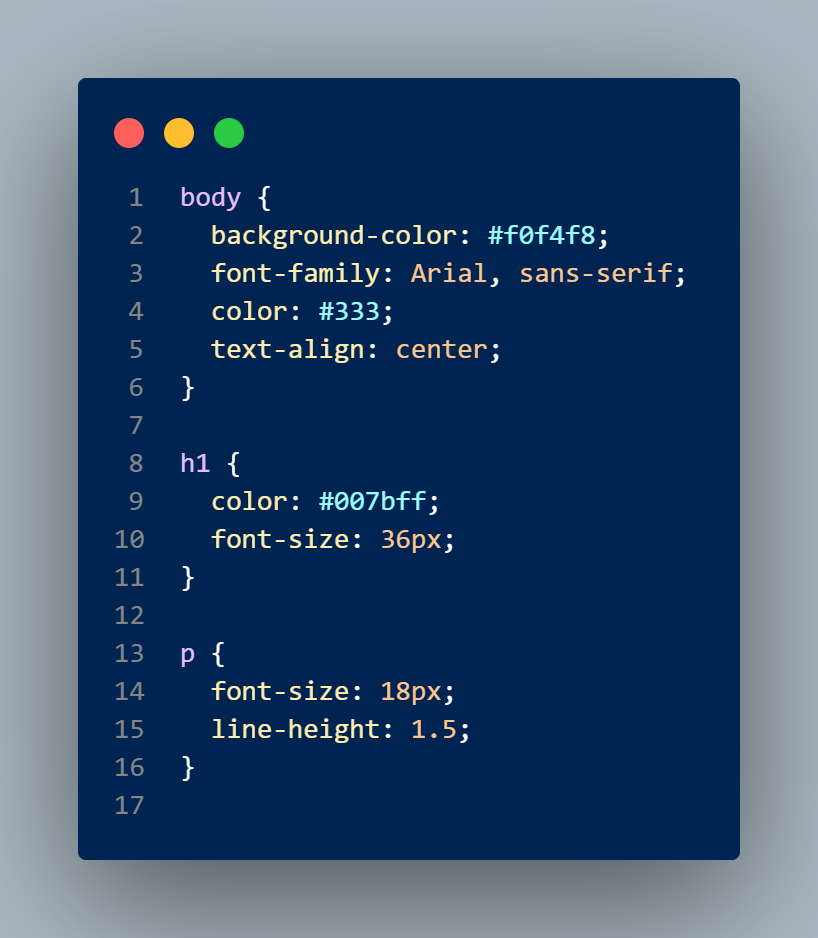 1 body {
2   background-color: #f0f4f8;
3   font-family: Arial, sans-serif;
4   color: #333;
5   text-align: center;
6 }
7
8 h1 {
9   color: #007bff;
10   font-size: 36px;
11 }
12
13 p {
14   font-size: 18px;
15   line-height: 1.5;
16 }
17